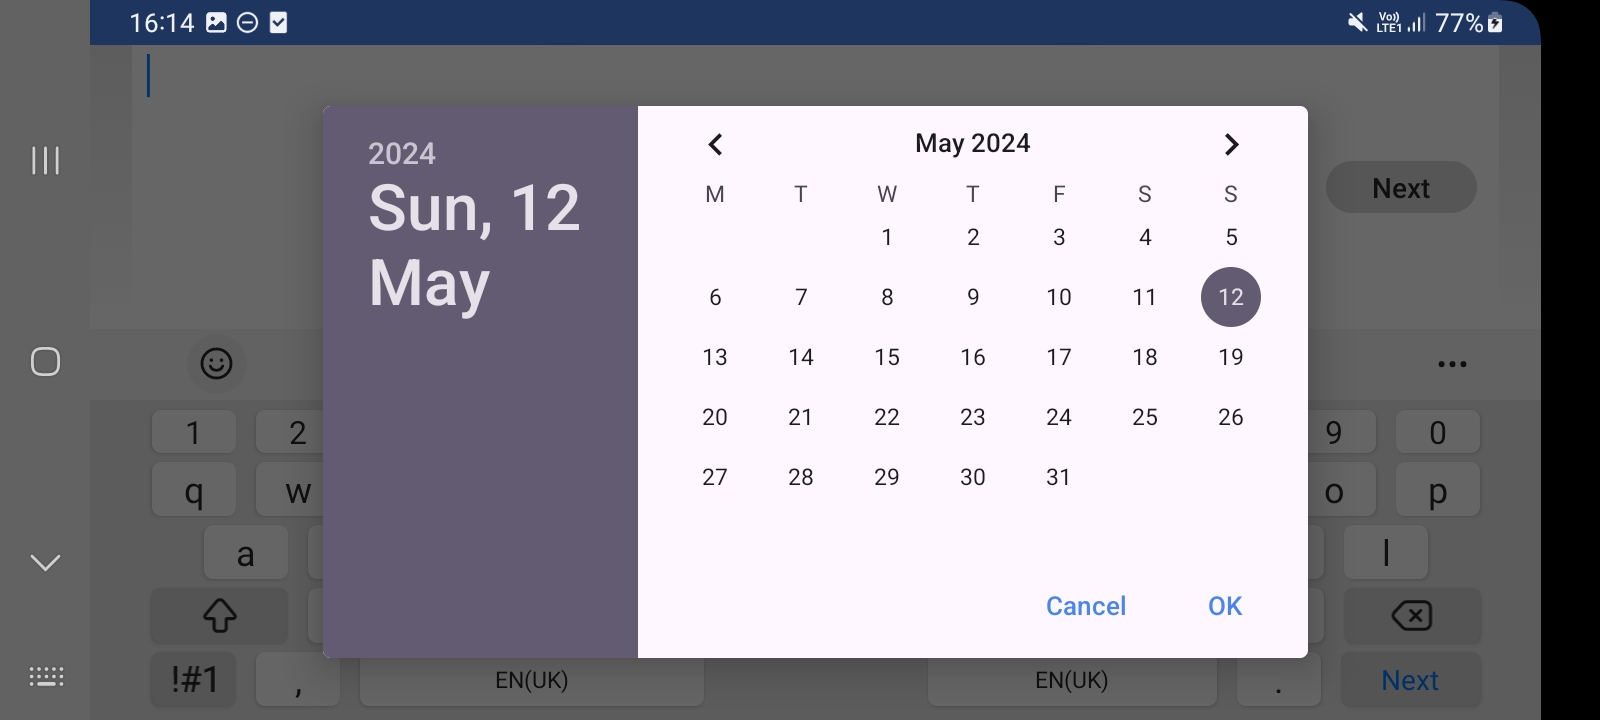 16:14
Vo)) LTE1 77%
2024
Sun, 12
May
May 2024
M T W T F S S
1 2 3 4 5
6 7 8 9 10 11 12
13 14 15 16 17 18 19
20 21 22 23 24 25 26
27 28 29 30 31
Cancel OK
Next
1 2 9 0
q w o p
a l
!#1 , EN(UK) EN(UK) . Next